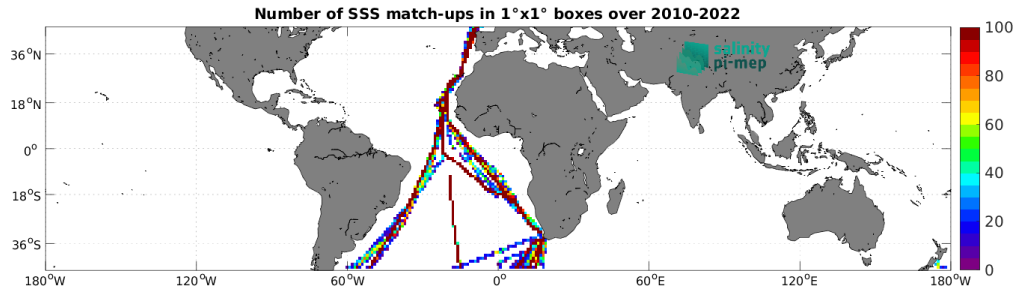 Number of SSS match-ups in 1°x1° boxes over 2010-2022
salinity
pi-mep
36°N
18°N
0°
18°S
36°S
180°W
120°W
60°W
0°
60°E
120°E
180°W
100
80
60
40
20
0